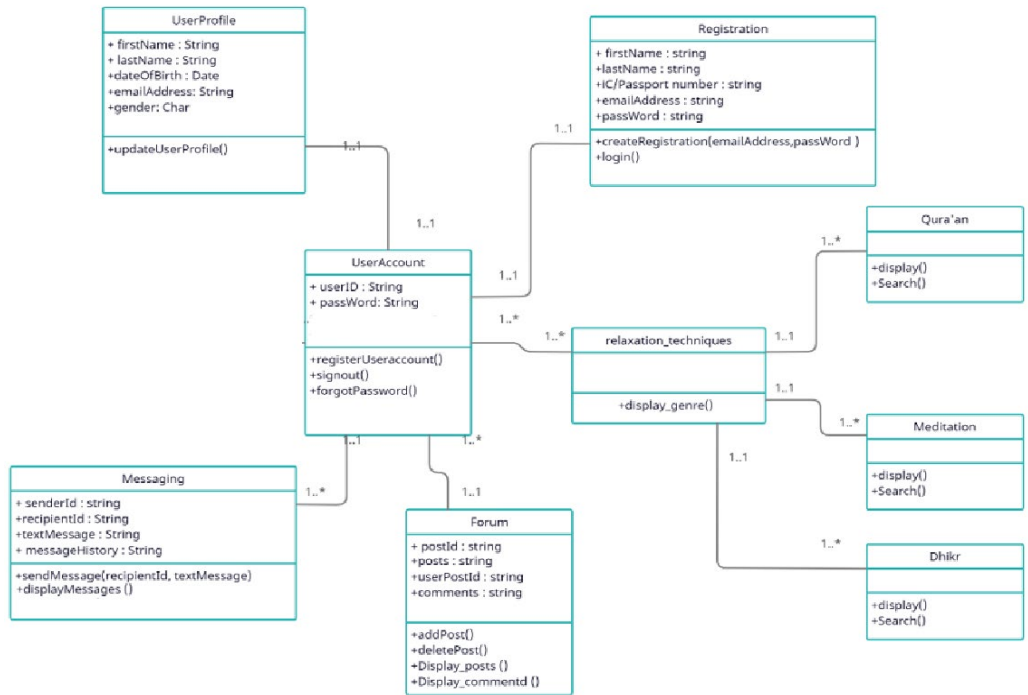 UserProfile
+ firstName : String
+ lastName : String
+dateOfBirth : Date
+emailAddress: String
+gender: Char
+updateUserProfile()
1..1
1..1
Registration
+ firstName : string
+lastName : string
+IC/Passport number : string
+emailAddress : string
+passWord : string
+createRegistration(emailAddress,passWord )
+login()
1..1
1..1
UserAccount
+ userID : String
+ passWord: String
+registerUseraccount()
+signout()
+forgotPassword()
1..*
1..*
relaxation_techniques
+display_genre()
1..1
1..*
Qura'an
+display()
+Search()
1..1
1..*
Meditation
+display()
+Search()
1..1
1..*
Dhikr
+display()
+Search()
1..1
1..*
Messaging
+ senderId : string
+recipientId : String
+textMessage : String
+ messageHistory : String
+sendMessage(recipientId, textMessage)
+displayMessages ()
1..*
1..1
Forum
+ postId : string
+posts : string
+userPostId : string
+comments : string
+addPost()
+deletePost()
+Display_posts ()
+Display_commentd ()